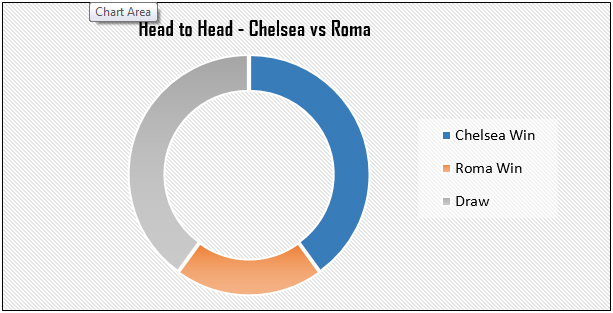 Chart Area
Head to Head - Chelsea vs Roma
Chelsea Win
Roma Win
Draw